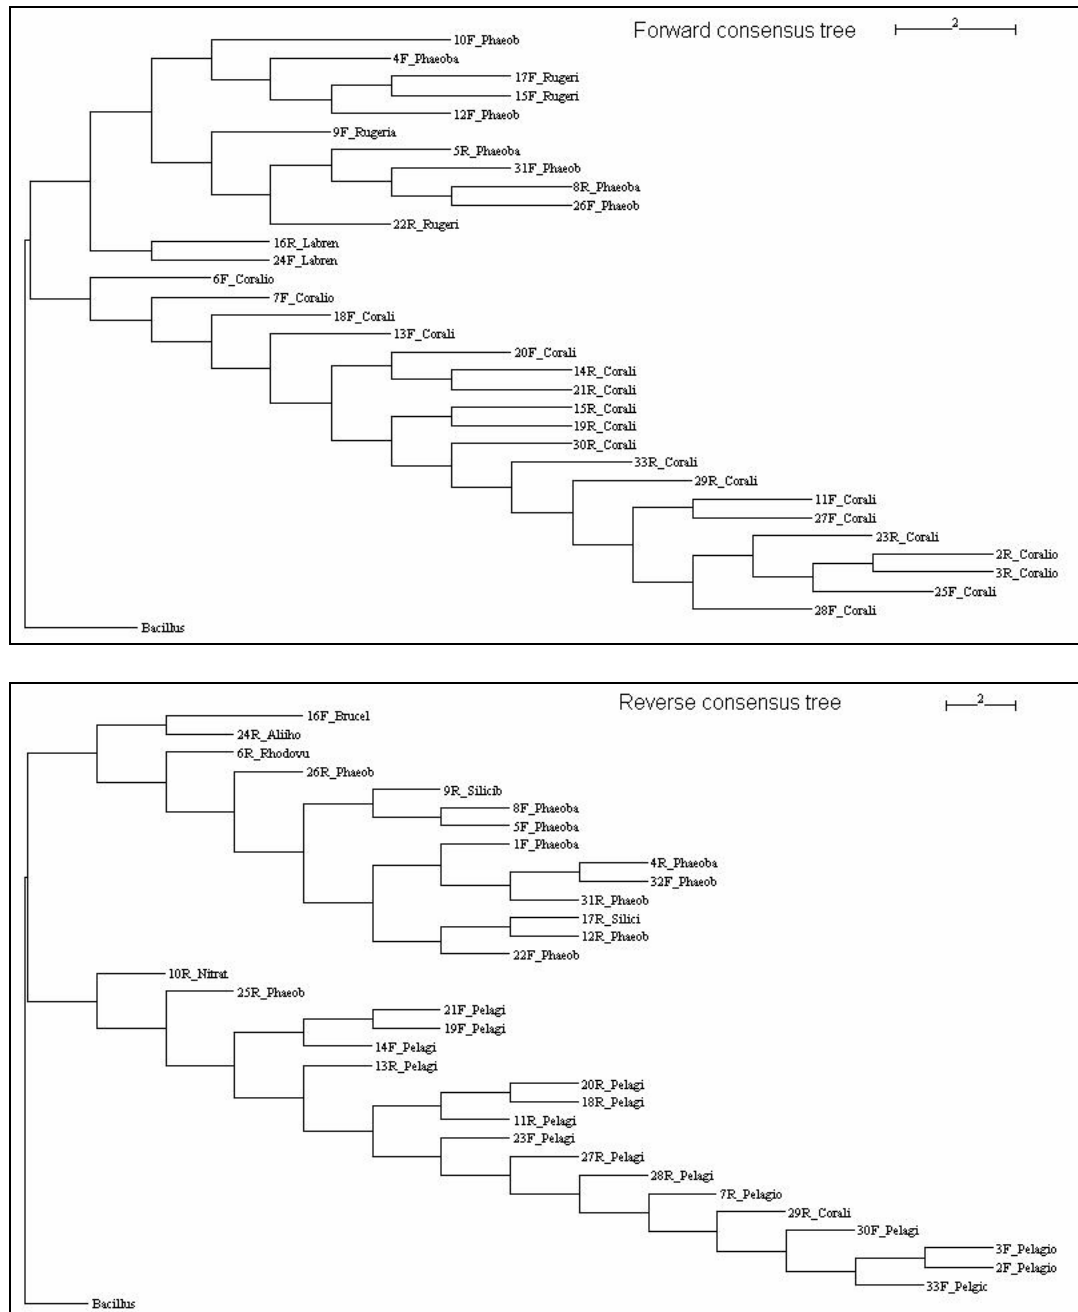 Forward consensus tree
2
10F_Phaeob
4F_Phaeoba
17F_Rugeri
15F_Rugeri
12F_Phaeob
9F_Rugeria
5R_Phaeoba
31F_Phaeob
8R_Phaeoba
26F_Phaeob
22R_Rugeri
16R_Labren
24F_Labren
6F_Coralio
7F_Coralio
18F_Corali
13F_Corali
20F_Corali
14R_Corali
21R_Corali
15R_Corali
19R_Corali
30R_Corali
33R_Corali
29R_Corali
11F_Corali
27F_Corali
23R_Corali
2R_Coralio
3R_Coralio
25F_Corali
28F_Corali
Bacillus
Reverse consensus tree
2
16F_Brucel
24R_Aliiho
6R_Rhodovu
26R_Phaeob
9R_Silicib
8F_Phaeoba
5F_Phaeoba
1F_Phaeoba
4R_Phaeoba
32F_Phaeob
31R_Phaeob
17R_Silici
12R_Phaeob
22F_Phaeob
10R_Nitrat
25R_Phaeob
21F_Pelagi
19F_Pelagi
14F_Pelagi
13R_Pelagi
20R_Pelagi
18R_Pelagi
11R_Pelagi
23F_Pelagi
27R_Pelagi
28R_Pelagi
7R_Pelagio
29R_Corali
30F_Pelagi
3F_Pelagio
2F_Pelagio
33F_Pelgic
Bacillus